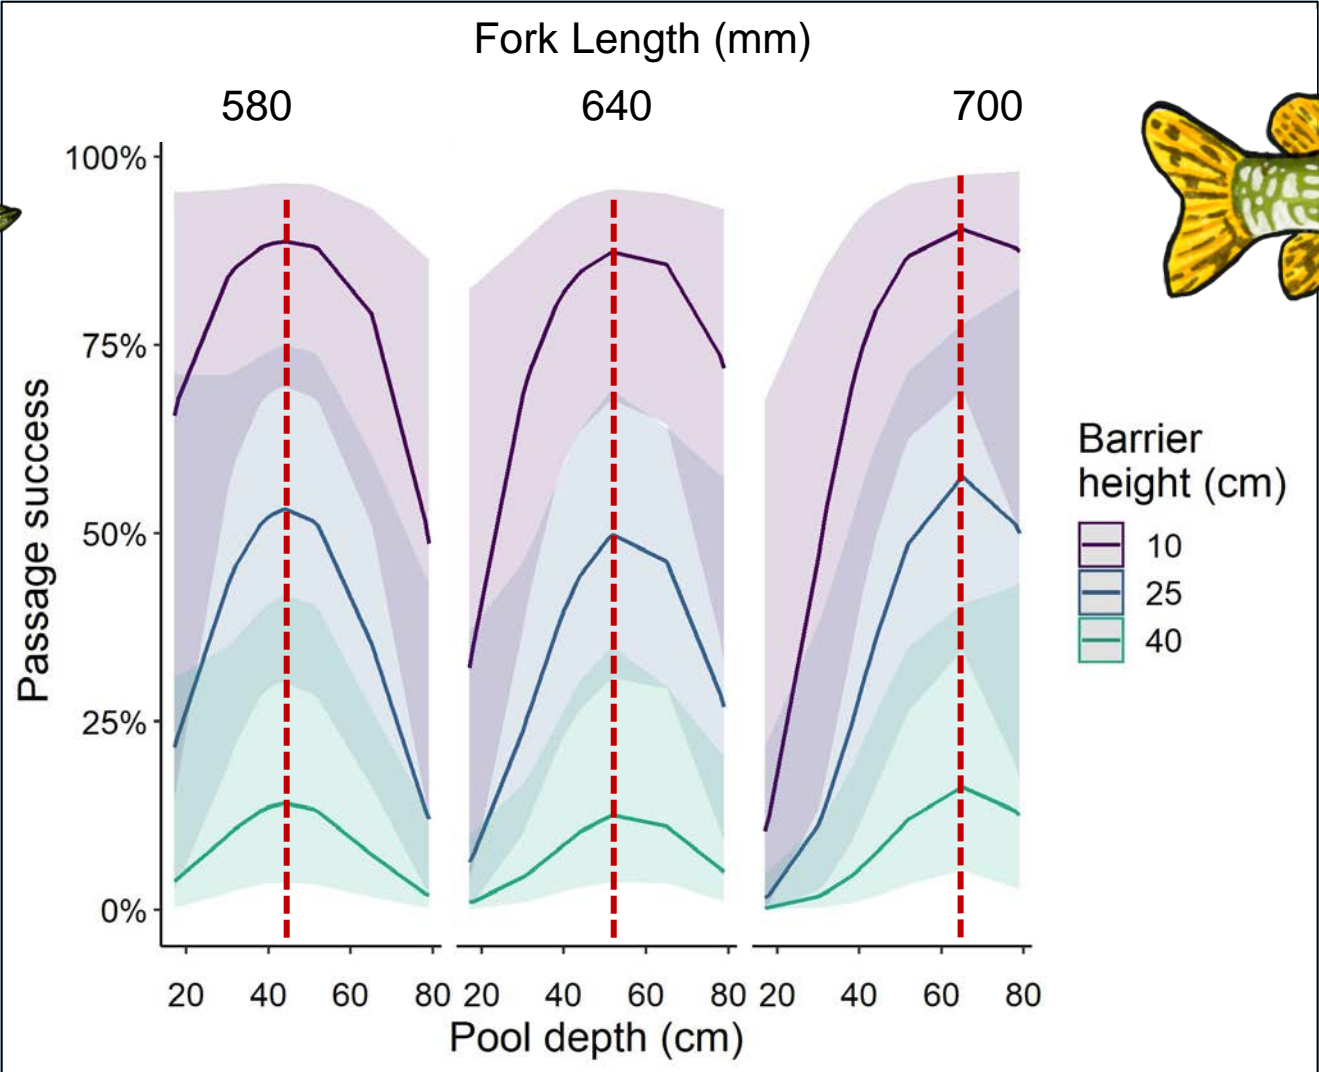 Fork Length (mm)
580 640 700
100%
75%
50%
25%
0%
Passage success
20 40 60 80 20 40 60 80 20 40 60 80
Pool depth (cm)
Barrier
height (cm)
10
25
40